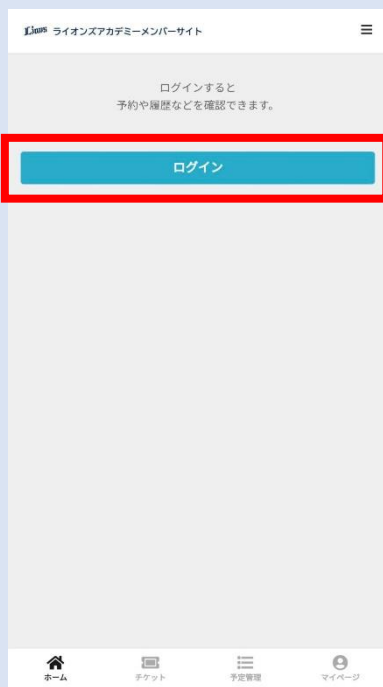 Lions ライオンズアカデミーメンバーサイト
ログインすると
予約や履歴などを確認できます。
ログイン
ホーム
チケット
予定管理
マイページ